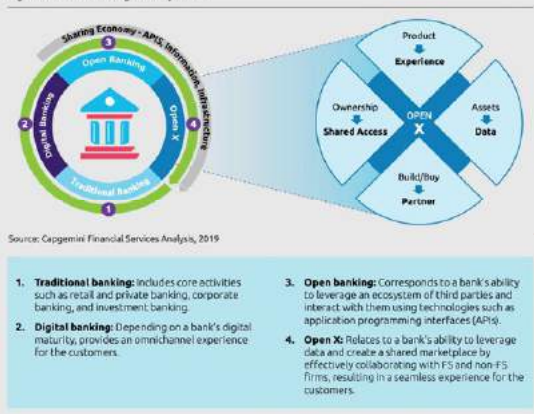 Sharing Economy - APIS, Information, Infrastructure
3
Open Banking
2
Digital Banking
Open X
4
Traditional Banking
1
Product
Experience
Ownership
Shared Access
OPEN
X
Assets
Data
Build/Buy
Partner
Source: Capgemini Financial Services Analysis, 2019
1. Traditional banking: Includes core activities
such as retail and private banking, corporate
banking, and investment banking.
2. Digital banking: Depending on a bank's digital
maturity, provides an omnichannel experience
for the customers.
3. Open banking: Corresponds to a bank's ability
to leverage an ecosystem of third parties and
interact with them using technologies such as
application programming interfaces (APIs).
4. Open X: Relates to a bank's ability to leverage
data and create a shared marketplace by
effectively collaborating with FS and non-FS
firms, resulting in a seamless experience for the
customers.